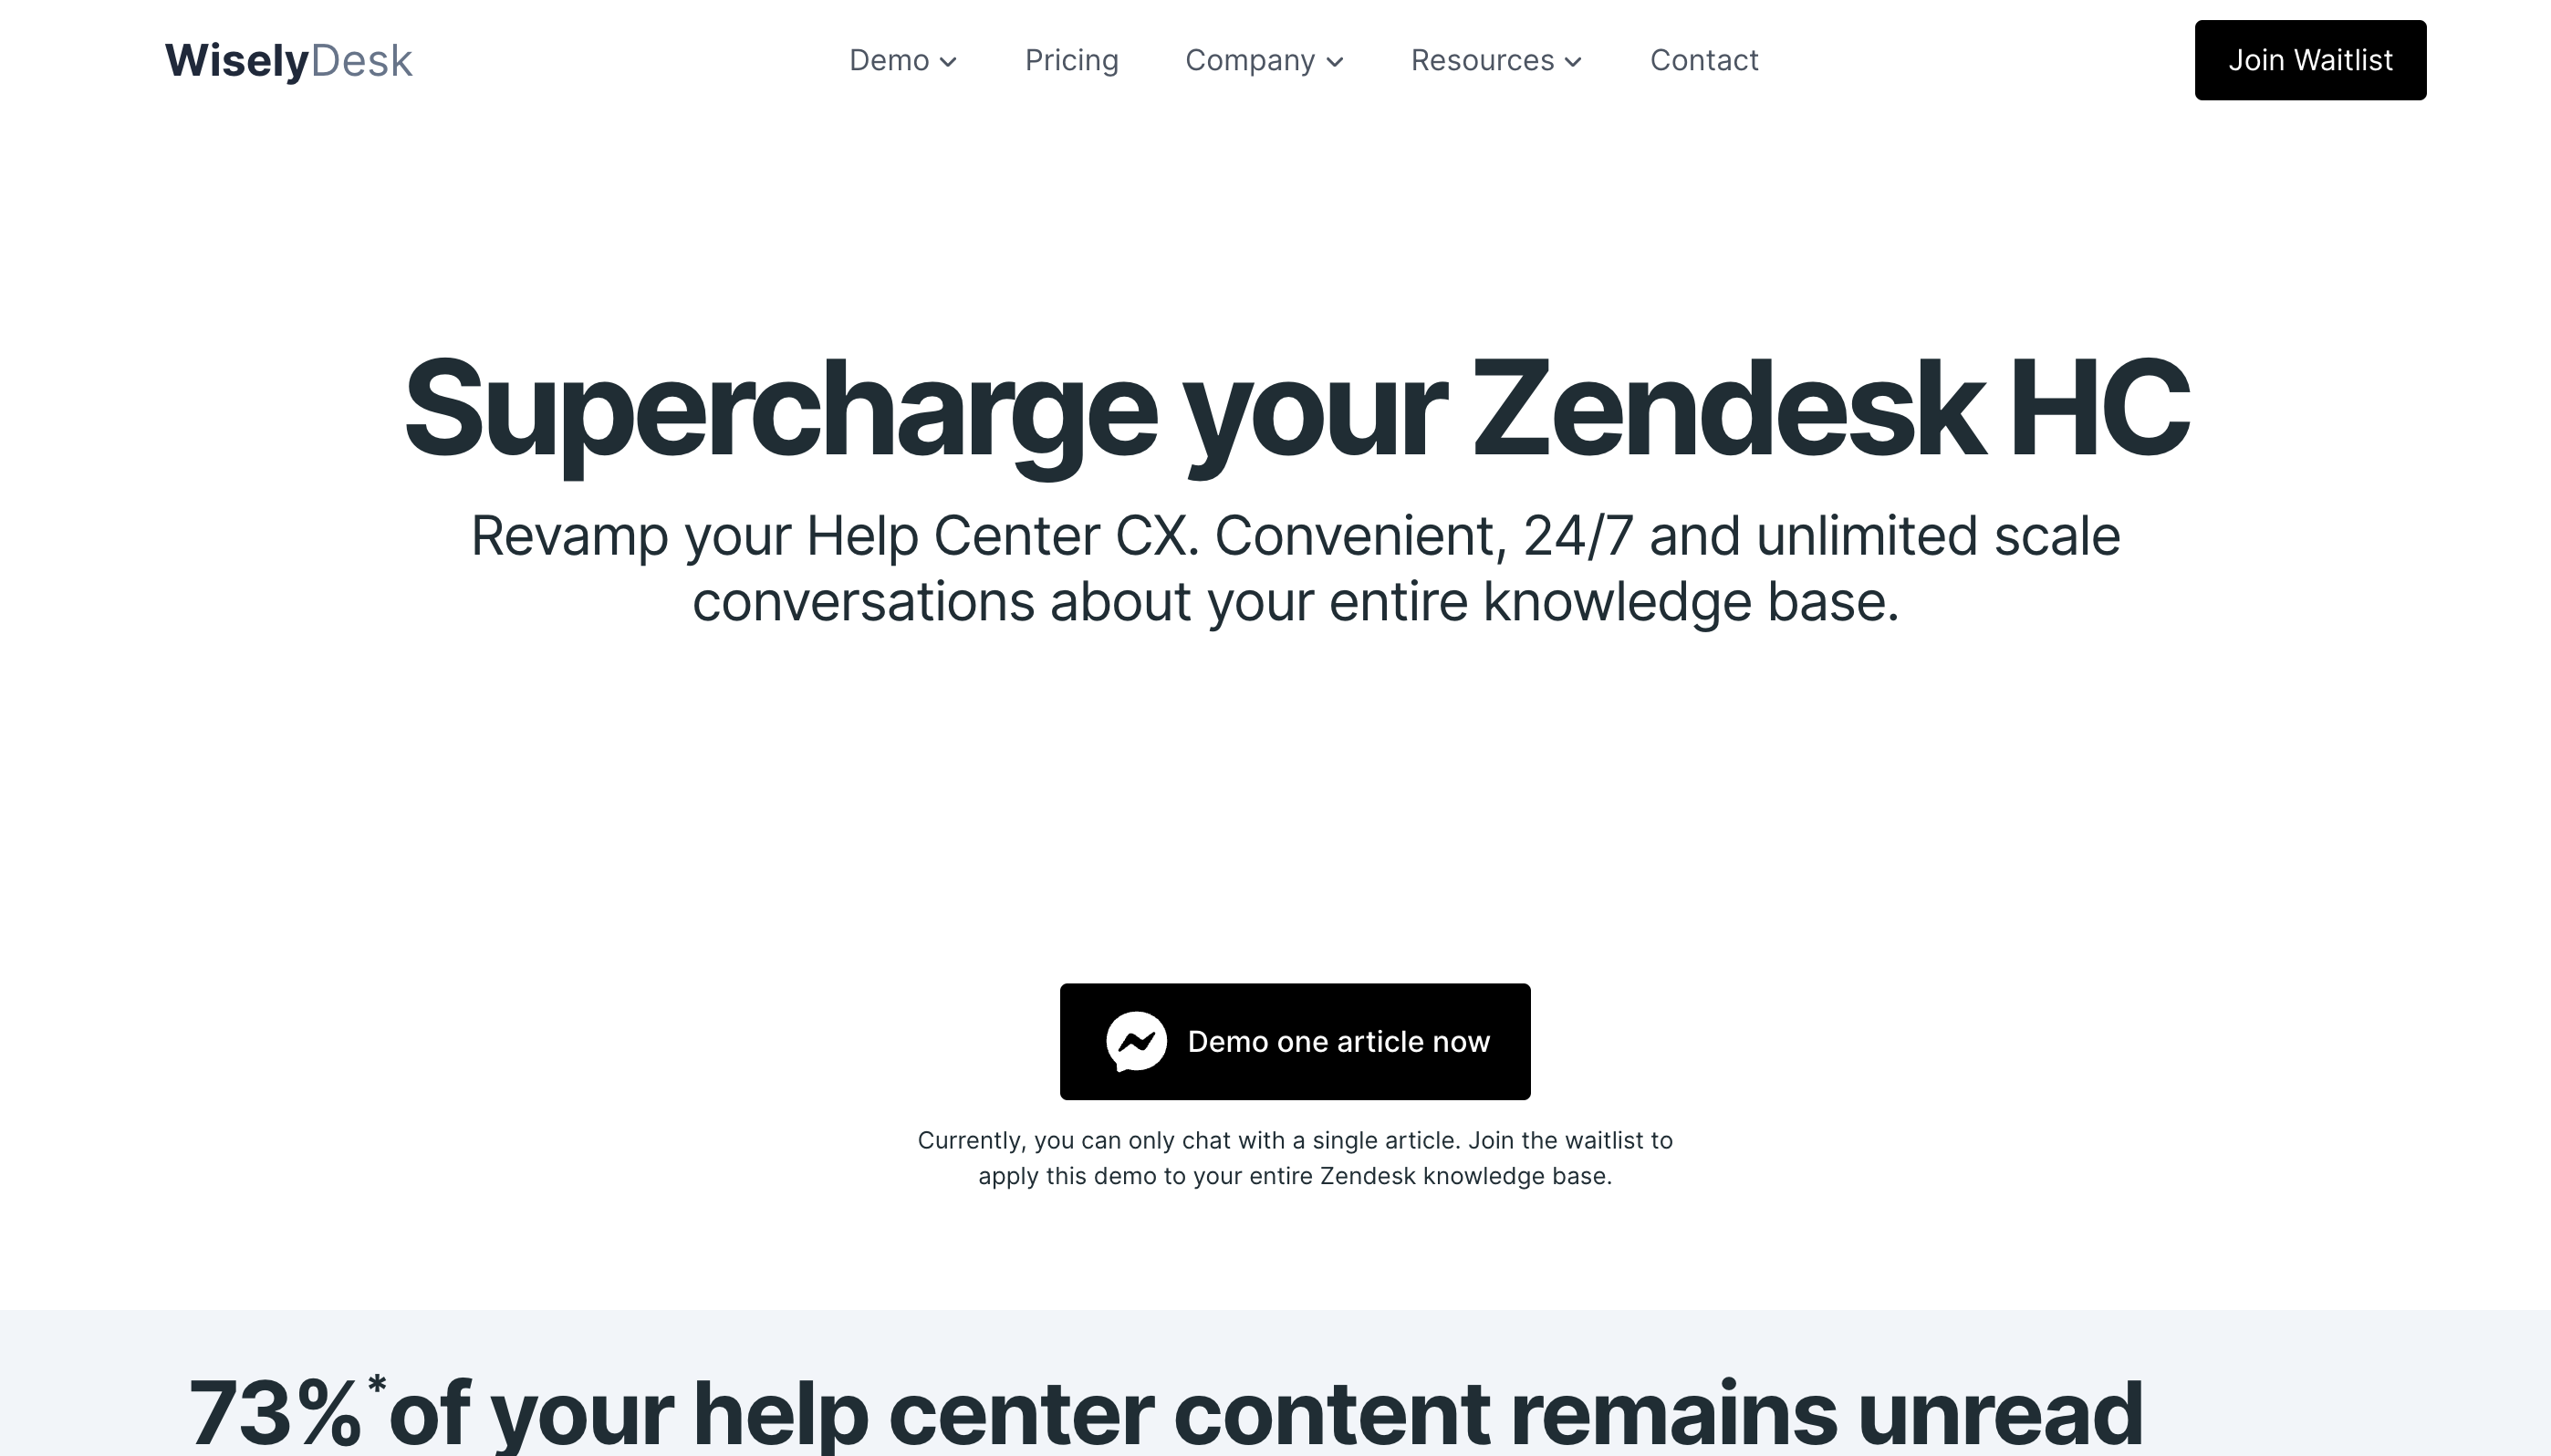 WiselyDesk
Demo
Pricing
Company
Resources
Contact
Join Waitlist
Supercharge your Zendesk HC
Revamp your Help Center CX. Convenient, 24/7 and unlimited scale
conversations about your entire knowledge base.
Demo one article now
Currently, you can only chat with a single article. Join the waitlist to
apply this demo to your entire Zendesk knowledge base.
73%* of your help center content remains unread